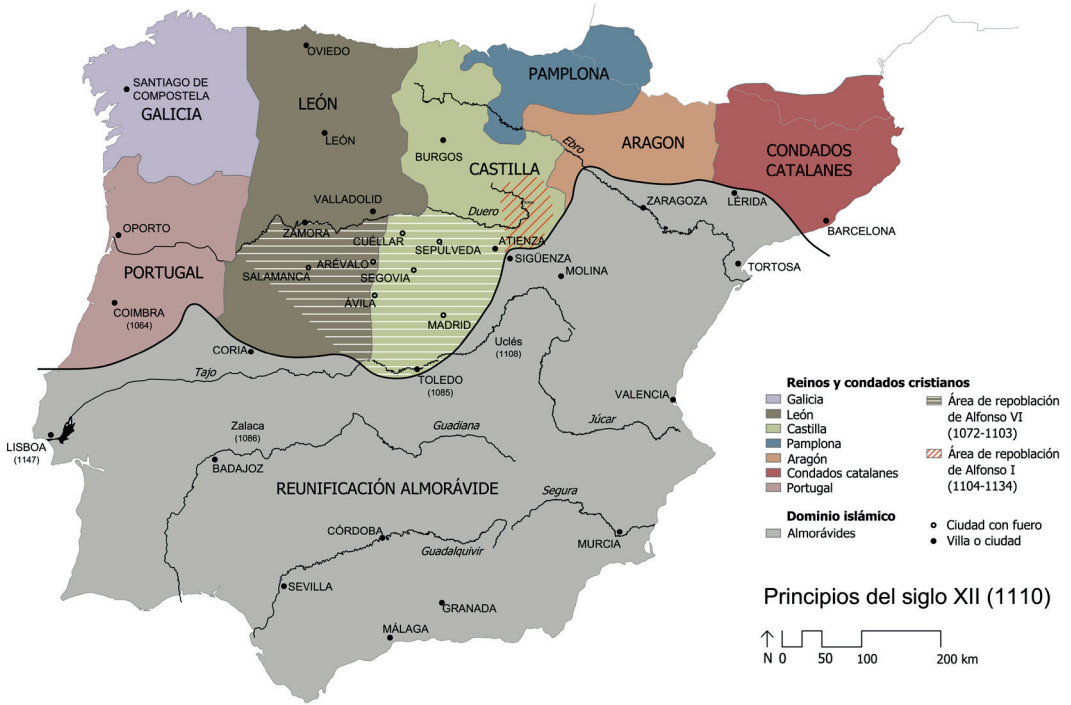 OVIEDO
PAMPLONA
SANTIAGO DE
COMPOSTELA
GALICIA
LEÓN
LEÓN
BURGOS
CASTILLA
Ebro
ARAGON
CONDADOS
CATALANES
VALLADOLID
Duero
ZARAGOZA
LÉRIDA
BARCELONA
OPORTO
ZAMORA
CUÉLLAR
SEPÚLVEDA
ATIENZA
SIGÜENZA
PORTUGAL
SALAMANCA
ARÉVALO
SEGOVIA
MOLINA
TORTOSA
COIMBRA
(1064)
ÁVILA
MADRID
CORIA
Uclés
(1108)
Tajo
TOLEDO
(1085)
VALENCIA
Júcar
LISBOA
(1147)
Zalaca
(1086)
Guadiana
BADAJOZ
REUNIFICACIÓN ALMORÁVIDE
Segura
CÓRDOBA
Guadalquivir
MURCIA
SEVILLA
GRANADA
MÁLAGA
Reinos y condados cristianos
Galicia
León
Castilla
Pamplona
Aragón
Condados catalanes
Portugal
Área de repoblación
de Alfonso VI
(1072-1103)
Área de repoblación
de Alfonso I
(1104-1134)
Dominio islámico
Almorávides
Ciudad con fuero
Villa o ciudad
Principios del siglo XII (1110)
N 0 50 100 200 km